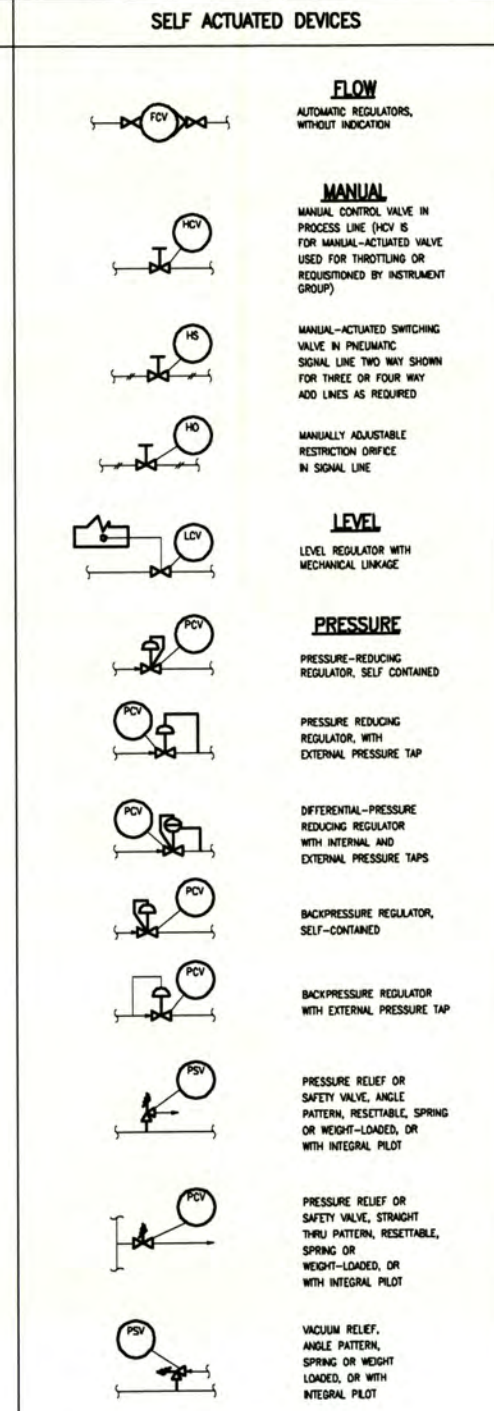 SELF ACTUATED DEVICES
FLOW
FCV
AUTOMATIC REGULATORS,
WITHOUT INDICATION
MANUAL
HCV
MANUAL CONTROL VALVE IN
PROCESS LINE (HCV IS
FOR MANUAL-ACTUATED VALVE
USED FOR THROTTLING OR
REQUISITIONED BY INSTRUMENT
GROUP)
HS
MANUAL-ACTUATED SWITCHING
VALVE IN PNEUMATIC
SIGNAL LINE TWO WAY SHOWN
FOR THREE OR FOUR WAY
ADD LINES AS REQUIRED
HO
MANUALLY ADJUSTABLE
RESTRICTION ORIFICE
IN SIGNAL LINE
LEVEL
LCV
LEVEL REGULATOR WITH
MECHANICAL LINKAGE
PRESSURE
PCV
PRESSURE-REDUCING
REGULATOR, SELF CONTAINED
PCV
PRESSURE REDUCING
REGULATOR, WITH
EXTERNAL PRESSURE TAP
PCV
DIFFERENTIAL-PRESSURE
REDUCING REGULATOR
WITH INTERNAL AND
EXTERNAL PRESSURE TAPS
PCV
BACKPRESSURE REGULATOR,
SELF-CONTAINED
PCV
BACKPRESSURE REGULATOR
WITH EXTERNAL PRESSURE TAP
PSV
PRESSURE RELIEF OR
SAFETY VALVE, ANGLE
PATTERN, RESETTABLE, SPRING
OR WEIGHT-LOADED, OR
WITH INTEGRAL PILOT
PCV
PRESSURE RELIEF OR
SAFETY VALVE, STRAIGHT
THRU PATTERN, RESETTABLE,
SPRING OR
WEIGHT-LOADED, OR
WITH INTEGRAL PILOT
PSV
VACUUM RELIEF,
ANGLE PATTERN,
SPRING OR WEIGHT
LOADED, OR WITH
INTEGRAL PILOT